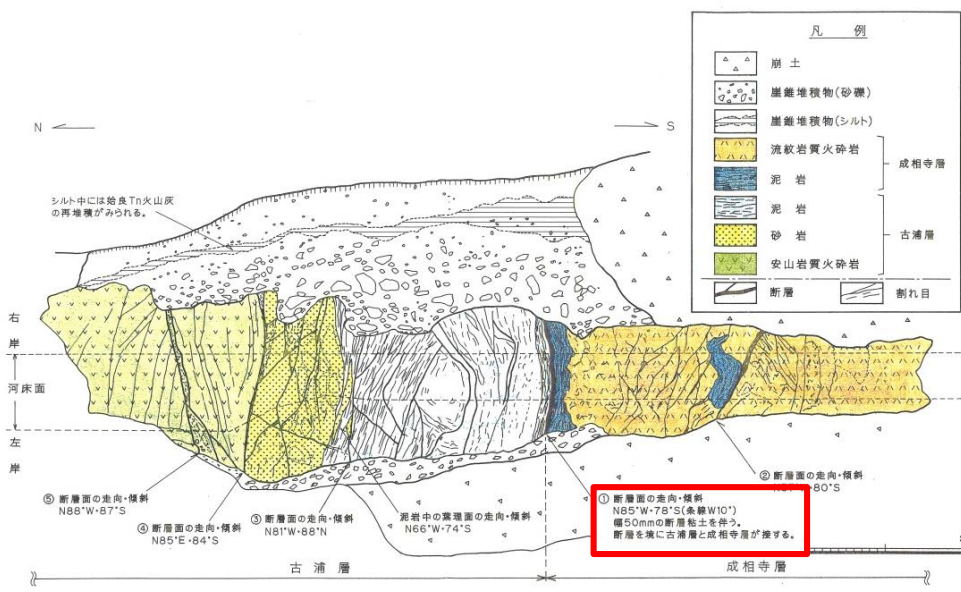 凡 例
崩土
崖錐堆積物(砂礫)
崖錐堆積物(シルト)
流紋岩質火砕岩
泥岩
成相寺層
泥岩
砂岩
安山岩質火砕岩
古浦層
断層
割れ目
N
S
シルト中には姶良Tn火山灰
の再堆積がみられる。
右岸
河床面
左岸
⑤ 断層面の走向・傾斜
N88°W・87°S
④ 断層面の走向・傾斜
N85°E・84°S
③ 断層面の走向・傾斜
N81°W・88°N
泥岩中の葉理面の走向・傾斜
N66°W・74°S
① 断層面の走向・傾斜
N85°W・78°S(条線W10°)
幅50mmの断層粘土を伴う。
断層を境に古浦層と成相寺層が接する。
② 断層面の走向・傾斜
80°S
古浦層
成相寺層